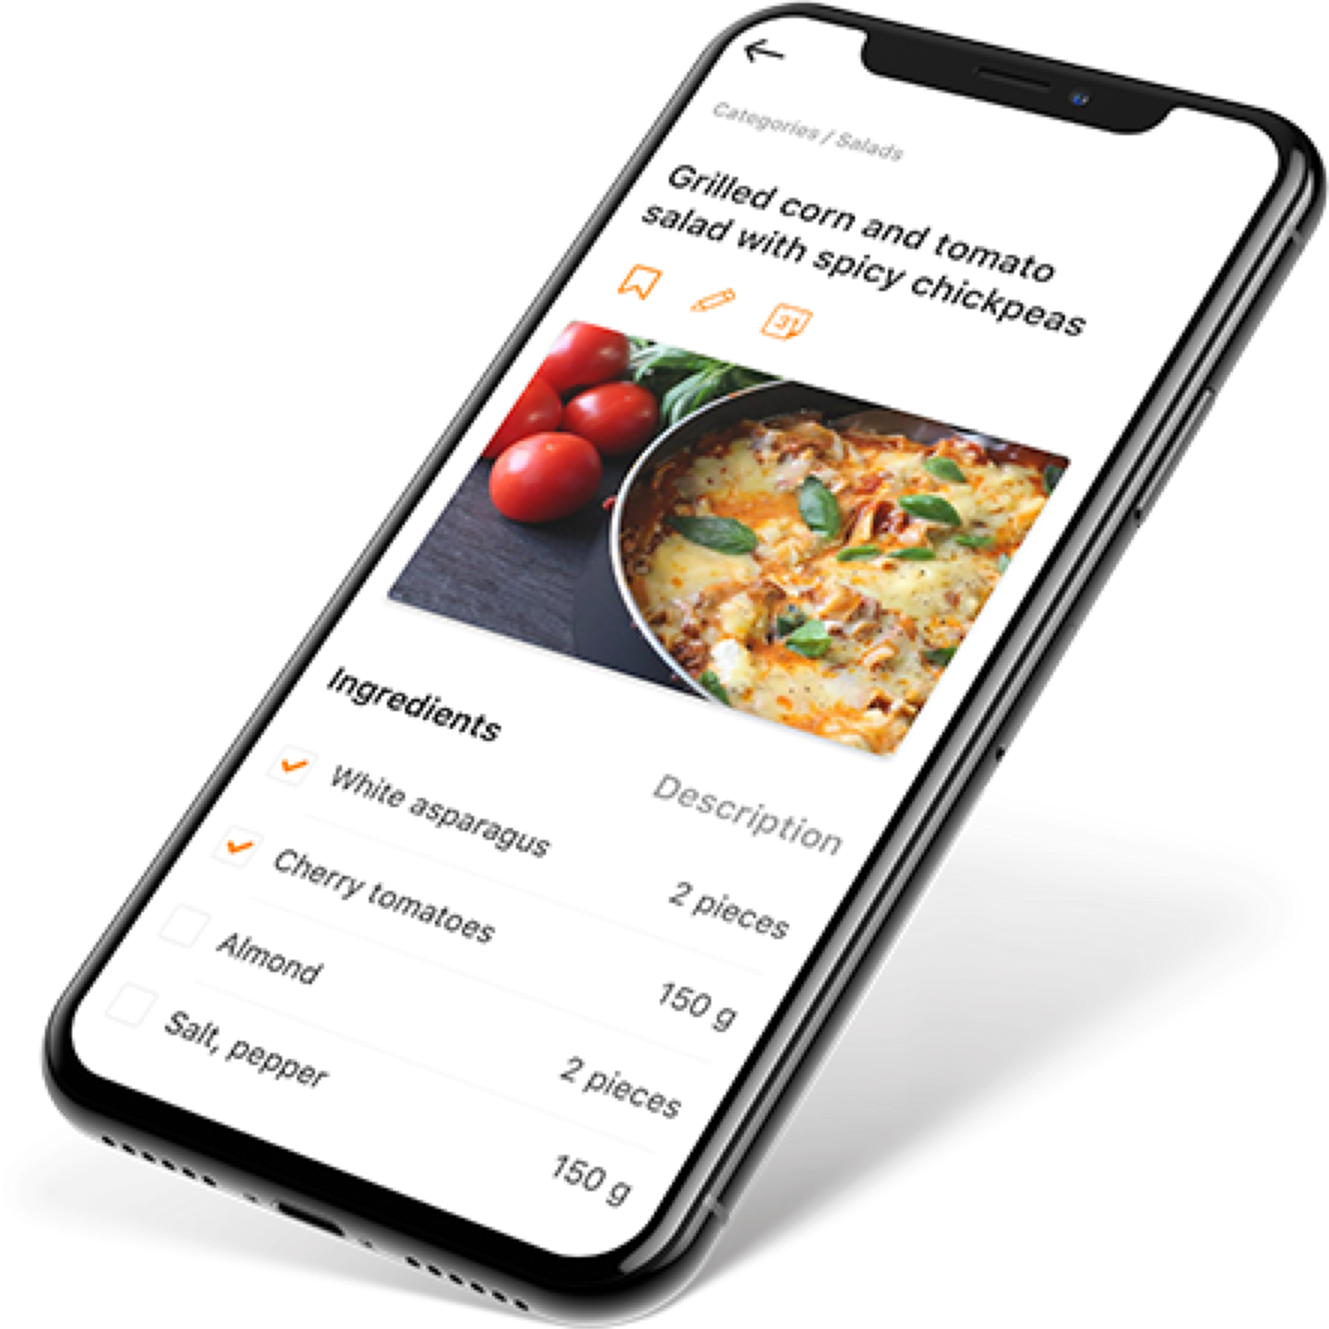 Categories / Salads
Grilled corn and tomato
salad with spicy chickpeas
31
Ingredients
Description
White asparagus
2 pieces
Cherry tomatoes
150 g
Almond
2 pieces
Salt, pepper
150 g